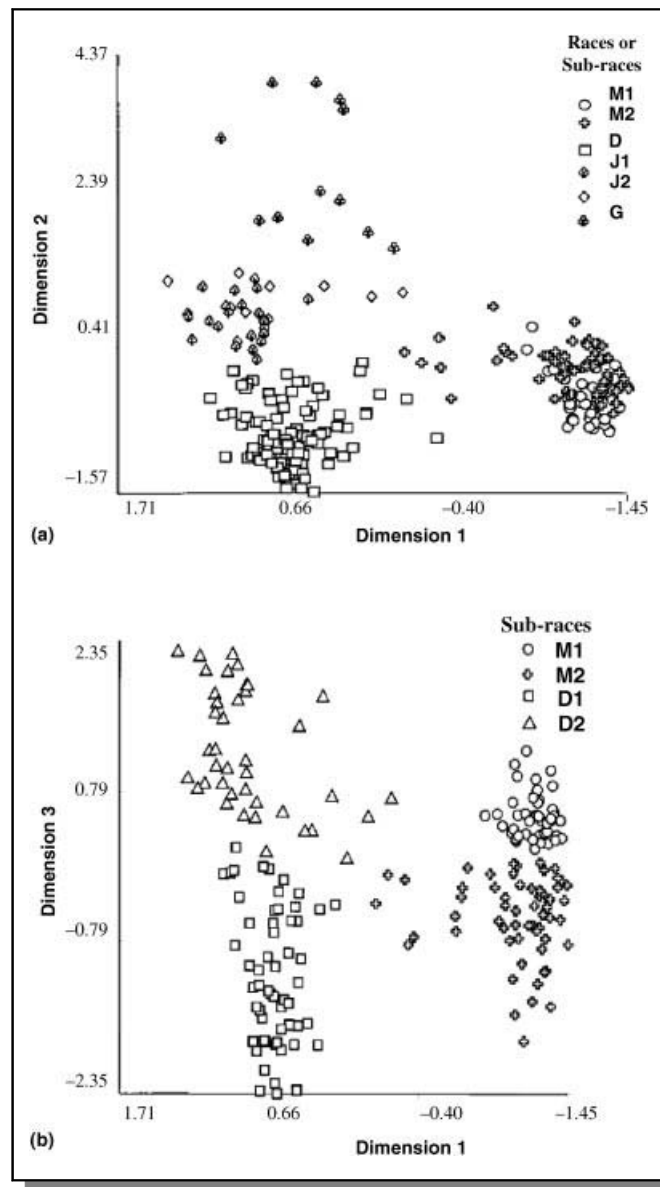 4.37
2.39
0.41
−1.57
Dimension 2
Races or
Sub-races
M1
M2
D
J1
J2
G
1.71 0.66 −0.40 −1.45
(a)
Dimension 1
2.35
0.79
−0.79
−2.35
Dimension 3
Sub-races
M1
M2
D1
D2
1.71 0.66 −0.40 −1.45
(b)
Dimension 1